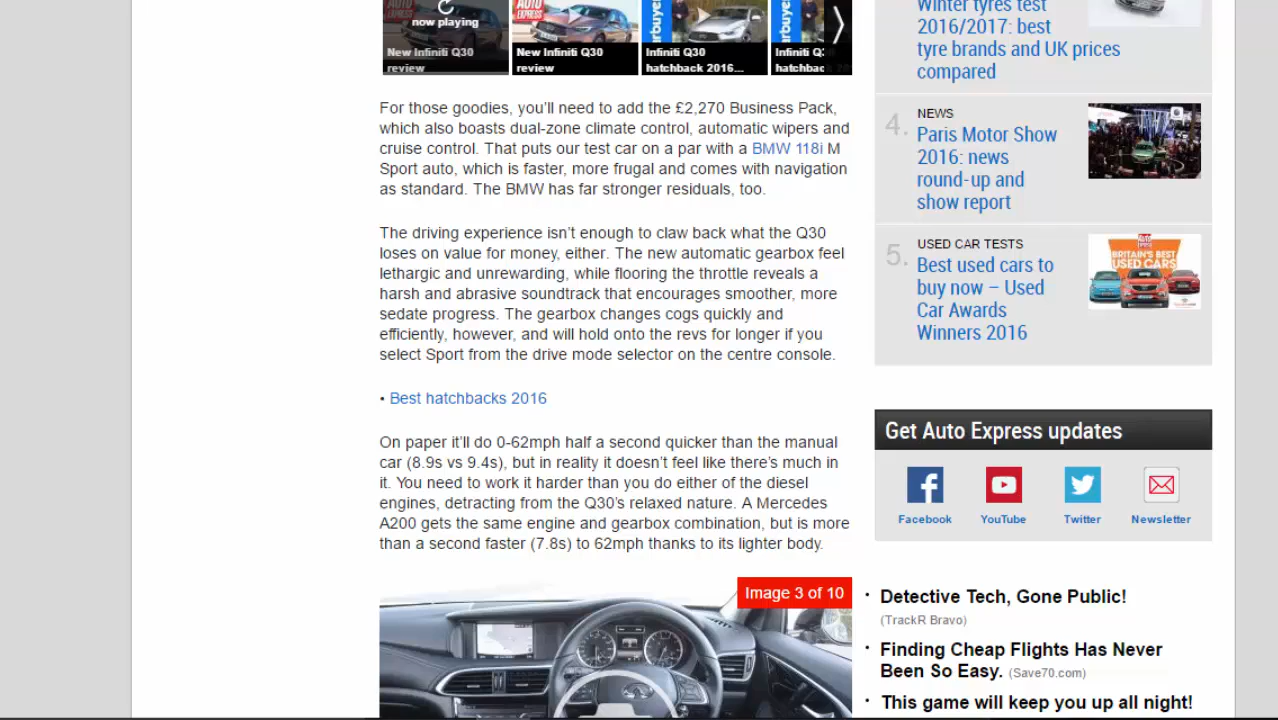 now playing
New Infiniti Q30
review
New Infiniti Q30
review
Infiniti Q30
hatchback 2016...
Infiniti Q3
hatchbac
For those goodies, you’ll need to add the £2,270 Business Pack,
which also boasts dual-zone climate control, automatic wipers and
cruise control. That puts our test car on a par with a BMW 118i M
Sport auto, which is faster, more frugal and comes with navigation
as standard. The BMW has far stronger residuals, too.
The driving experience isn’t enough to claw back what the Q30
loses on value for money, either. The new automatic gearbox feel
lethargic and unrewarding, while flooring the throttle reveals a
harsh and abrasive soundtrack that encourages smoother, more
sedate progress. The gearbox changes cogs quickly and
efficiently, however, and will hold onto the revs for longer if you
select Sport from the drive mode selector on the centre console.
• Best hatchbacks 2016
On paper it’ll do 0-62mph half a second quicker than the manual
car (8.9s vs 9.4s), but in reality it doesn’t feel like there’s much in
it. You need to work it harder than you do either of the diesel
engines, detracting from the Q30’s relaxed nature. A Mercedes
A200 gets the same engine and gearbox combination, but is more
than a second faster (7.8s) to 62mph thanks to its lighter body.
Image 3 of 10
Winter tyres test
2016/2017: best
tyre brands and UK prices
compared
4.
NEWS
Paris Motor Show
2016: news
round-up and
show report
5.
USED CAR TESTS
Best used cars to
buy now – Used
Car Awards
Winners 2016
BRITAIN'S BEST
USED CARS
Get Auto Express updates
Facebook YouTube Twitter Newsletter
• Detective Tech, Gone Public!
(TrackR Bravo)
• Finding Cheap Flights Has Never
Been So Easy. (Save70.com)
• This game will keep you up all night!